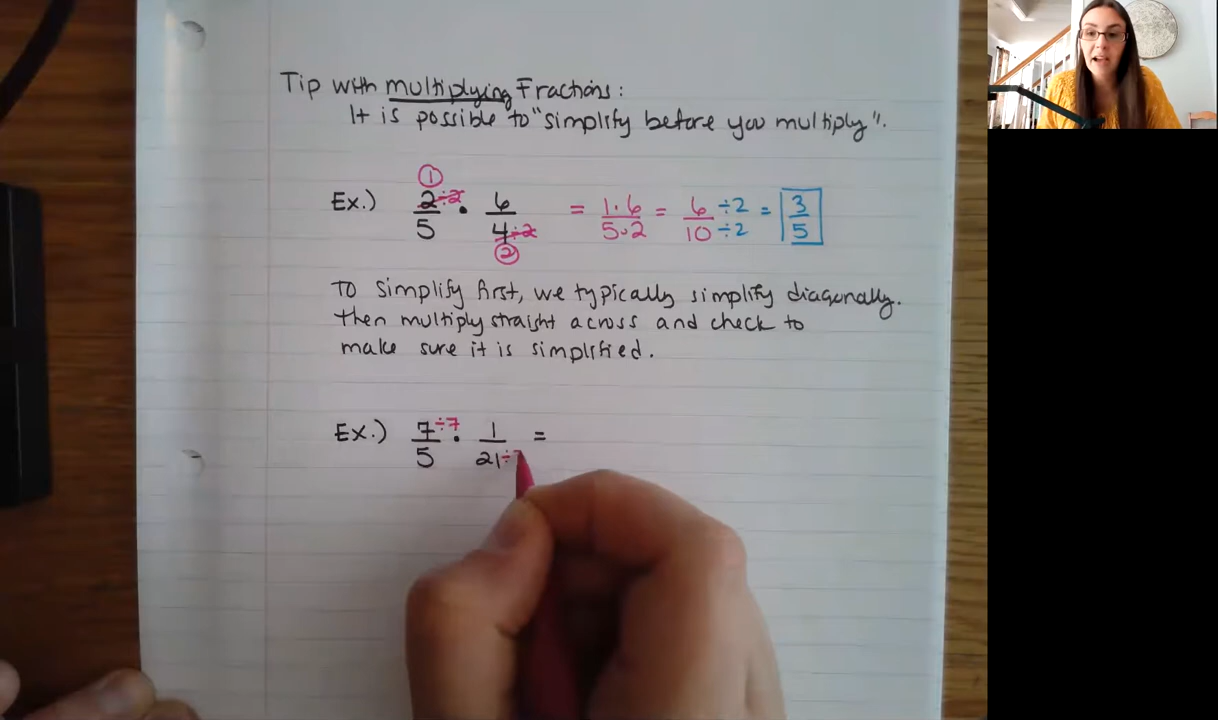 Tip with multiplying Fractions:
It is possible to "simplify before you multiply".
Ex.) 2÷2/5 · 6/4÷2 = 1·6/5·2 = 6÷2/10÷2 = 3/5
1
2
To simplify first, we typically simplify diagonally.
Then multiply straight across and check to
make sure it is simplified.
Ex.) 7÷7/5 · 1/21÷ =